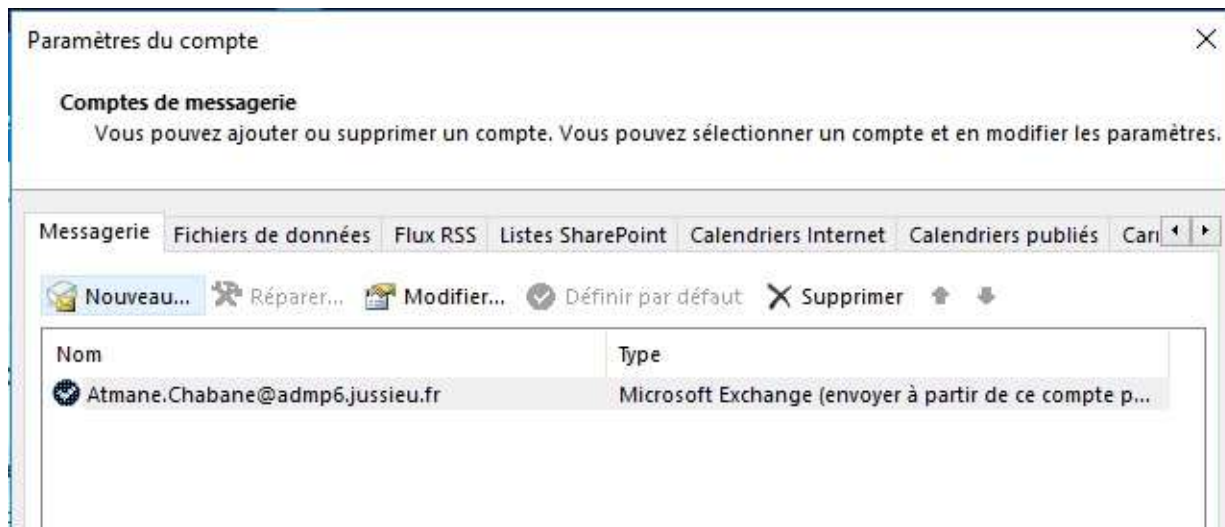 Paramètres du compte
Comptes de messagerie
Vous pouvez ajouter ou supprimer un compte. Vous pouvez sélectionner un compte et en modifier les paramètres.
Messagerie Fichiers de données Flux RSS Listes SharePoint Calendriers Internet Calendriers publiés
Nouveau... Réparer... Modifier... Définir par défaut Supprimer
Nom Type
Atmane.Chabane@admp6.jussieu.fr Microsoft Exchange (envoyer à partir de ce compte p...